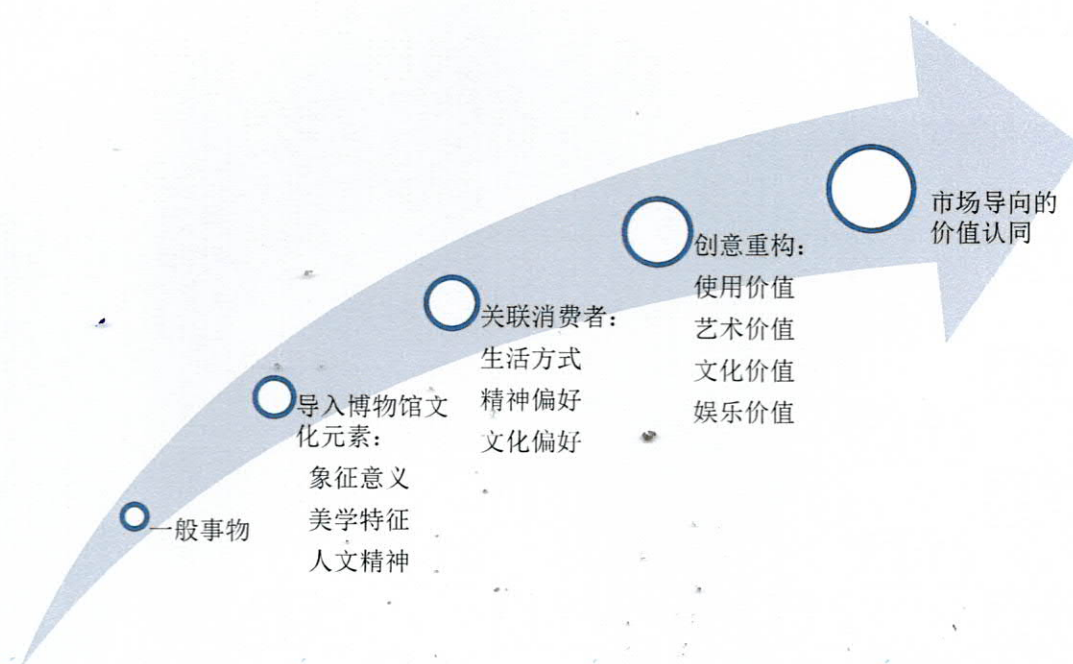 一般事物
导入博物馆文
化元素：
象征意义
美学特征
人文精神
关联消费者：
生活方式
精神偏好
文化偏好
创意重构：
使用价值
艺术价值
文化价值
娱乐价值
市场导向的
价值认同